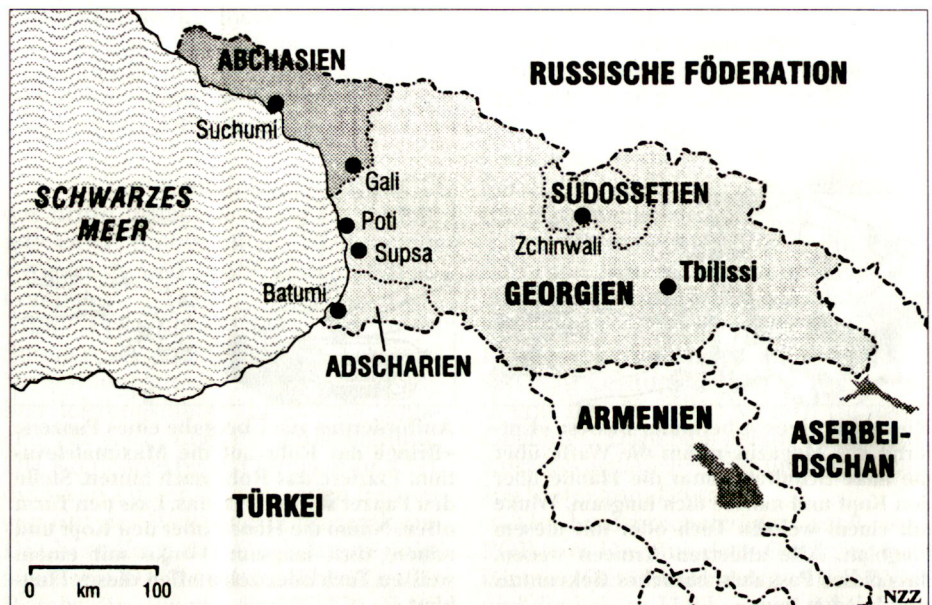 ABCHASIEN
RUSSISCHE FÖDERATION
Suchumi
Gali
SCHWARZES
MEER
SÜDOSSETIEN
Poti
Supsa
Zchinwali
Tbilissi
Batumi
GEORGIEN
ADSCHARIEN
ARMENIEN
ASERBEI-
DSCHAN
TÜRKEI
0 km 100
NZZ